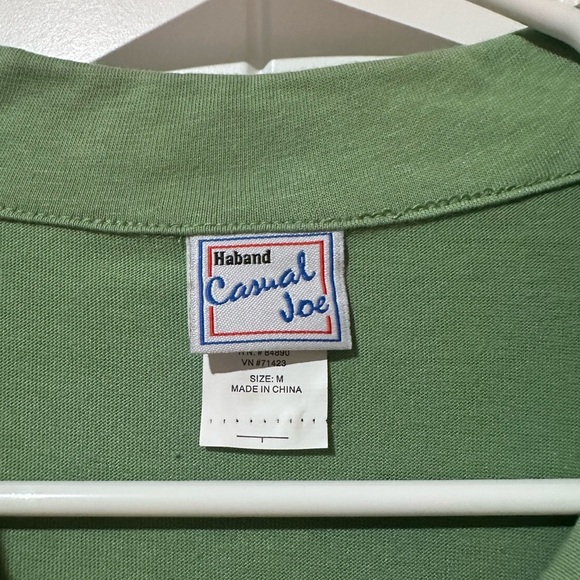 Haband
Casual
Joe
RN. # 84890
VN #71423
SIZE: M
MADE IN CHINA